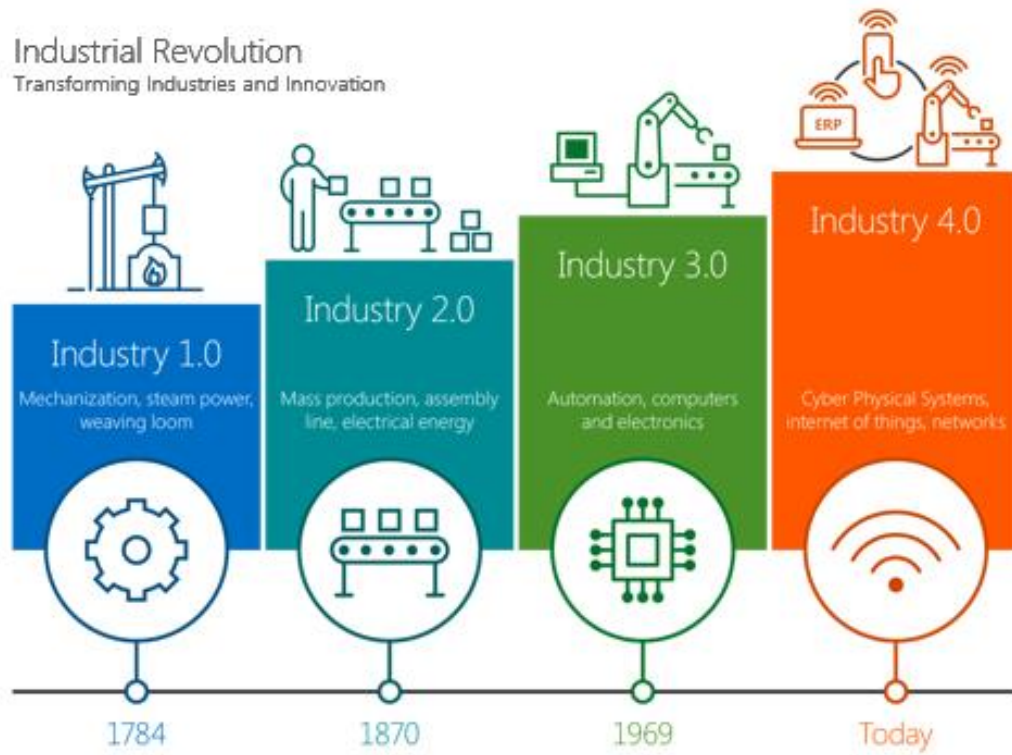 Industrial Revolution
Transforming Industries and Innovation
ERP
Industry 1.0
Mechanization, steam power,
weaving loom
Industry 2.0
Mass production, assembly
line, electrical energy
Industry 3.0
Automation, computers
and electronics
Industry 4.0
Cyber Physical Systems,
internet of things, networks
1784
1870
1969
Today